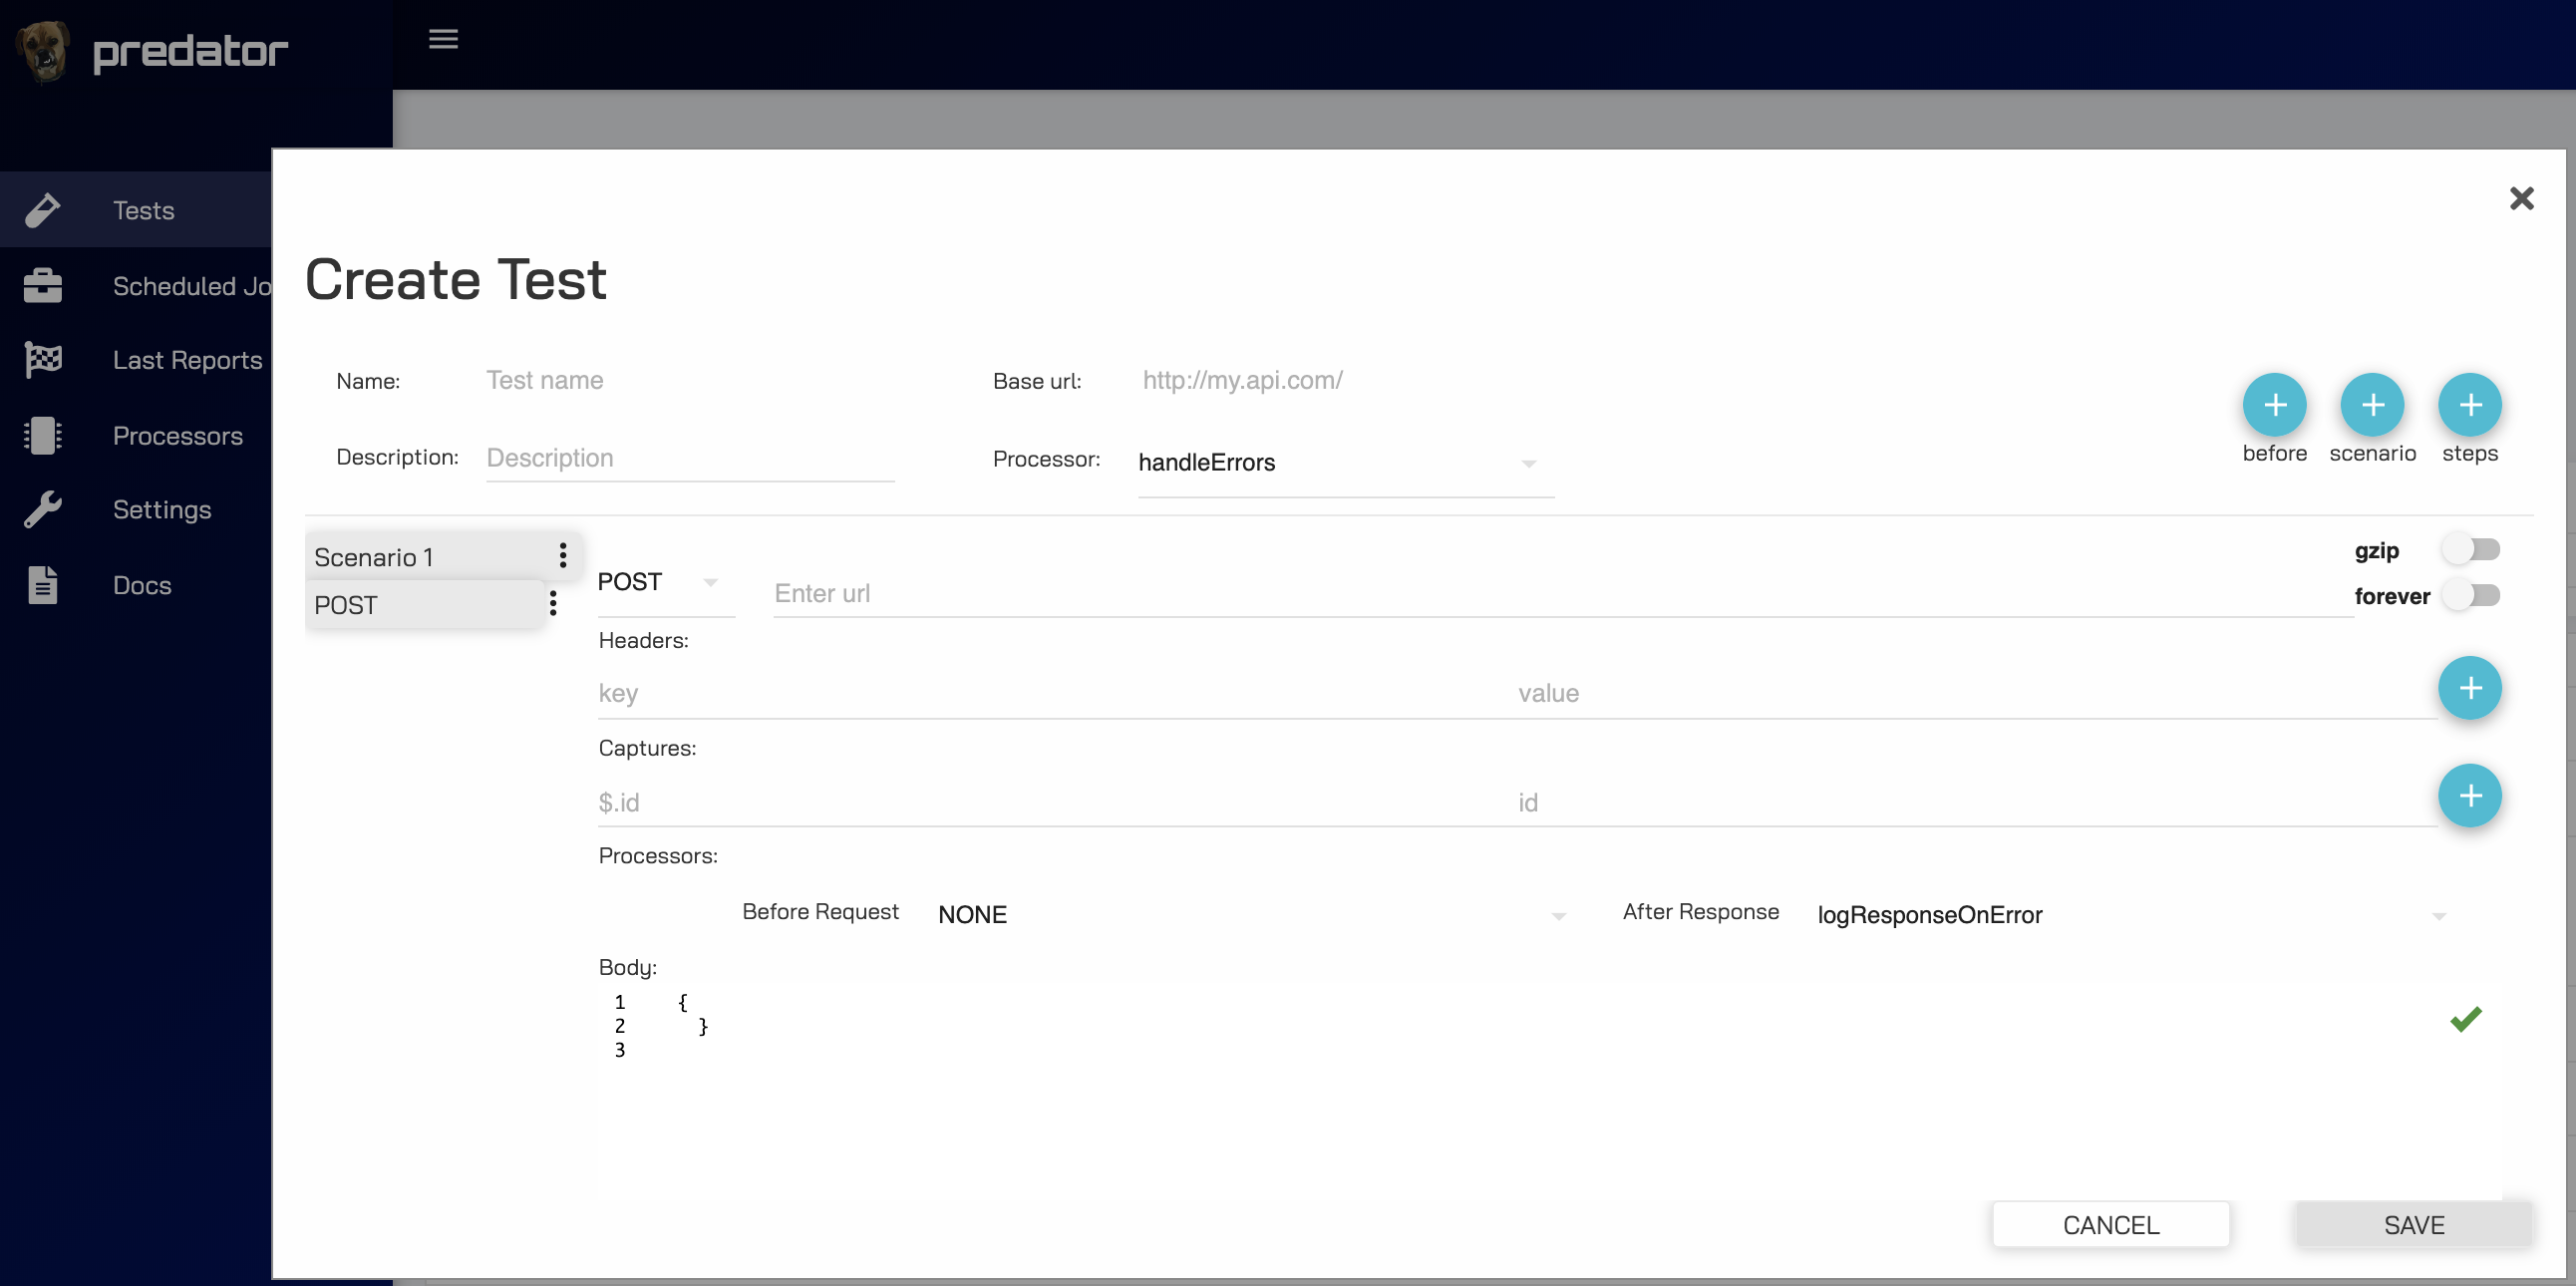 predator
Tests
Scheduled Jo
Last Reports
Processors
Settings
Docs
Create Test
Name: Test name
Base url: http://my.api.com/
Description: Description
Processor: handleErrors
before scenario steps
Scenario 1
POST
POST Enter url
gzip
forever
Headers:
key value
Captures:
$.id id
Processors:
Before Request NONE After Response logResponseOnError
Body:
1 {
2 }
3
CANCEL SAVE